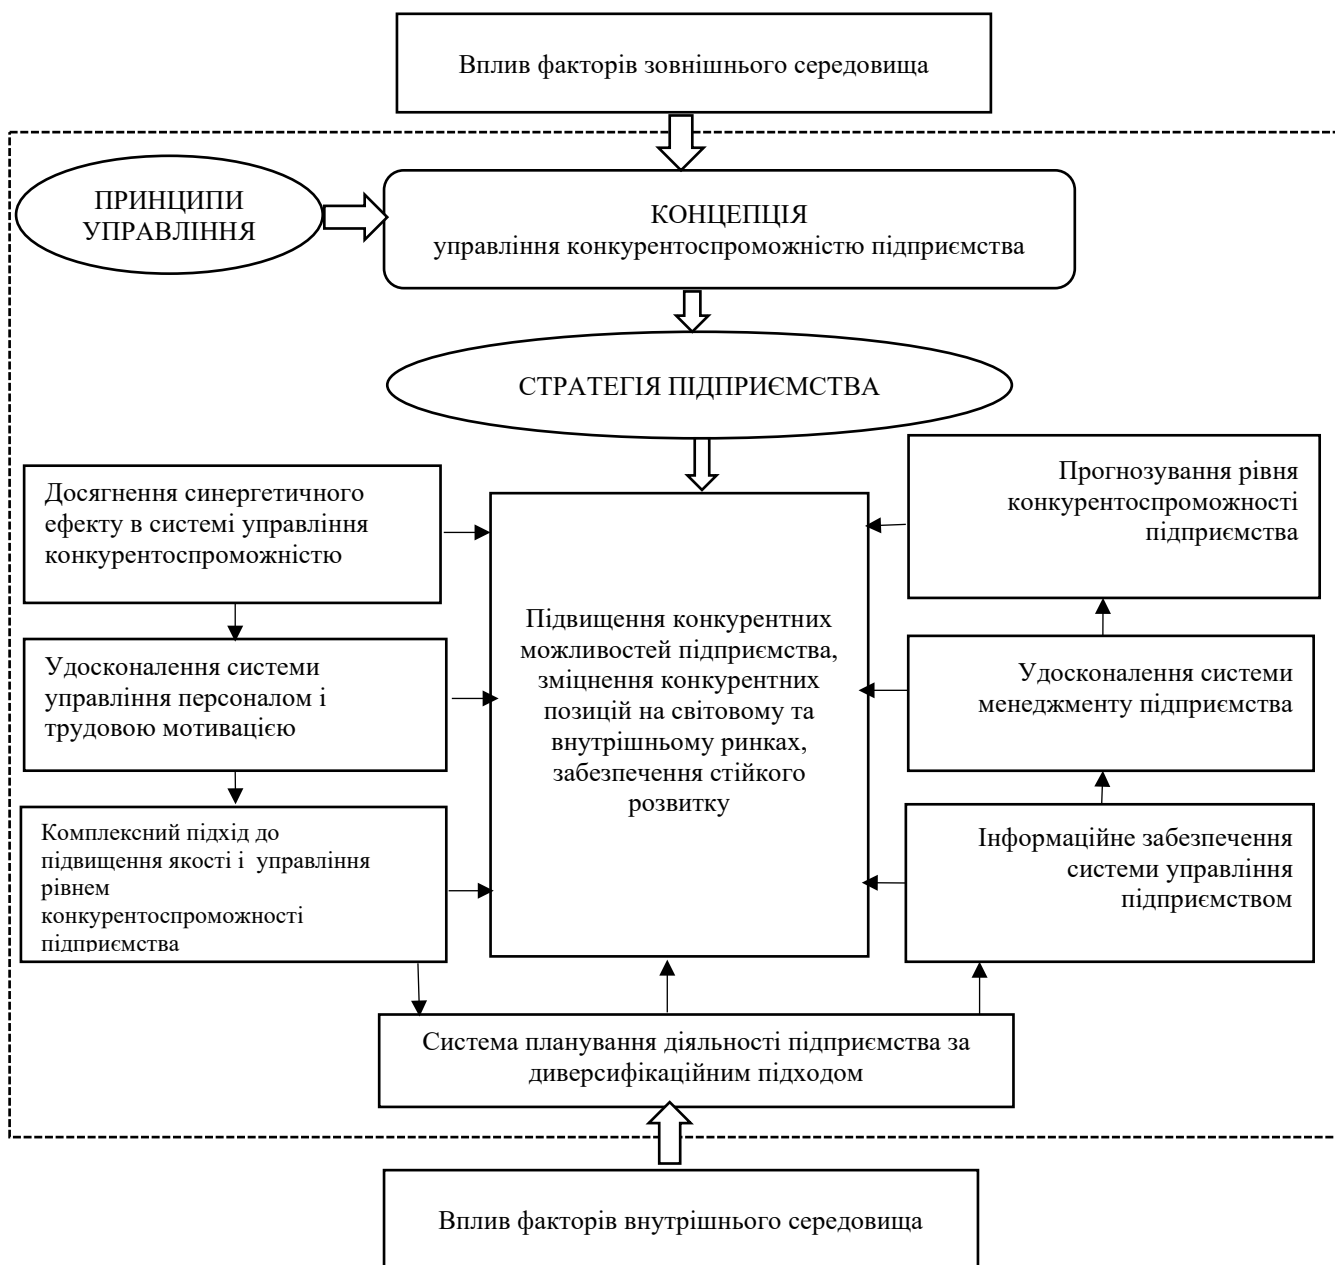 Вплив факторів зовнішнього середовища
ПРИНЦИПИ
УПРАВЛІННЯ
КОНЦЕПЦІЯ
управління конкурентоспроможністю підприємства
СТРАТЕГІЯ ПІДПРИЄМСТВА
Досягнення синергетичного
ефекту в системі управління
конкурентоспроможністю
Прогнозування рівня
конкурентоспроможності
підприємства
Підвищення конкурентних
можливостей підприємства,
зміцнення конкурентних
позицій на світовому та
внутрішньому ринках,
забезпечення стійкого
розвитку
Удосконалення системи
управління персоналом і
трудовою мотивацією
Удосконалення системи
менеджменту підприємства
Комплексний підхід до
підвищення якості і управління
рівнем
конкурентоспроможності
підприємства
Інформаційне забезпечення
системи управління
підприємством
Система планування діяльності підприємства за
диверсифікаційним підходом
Вплив факторів внутрішнього середовища